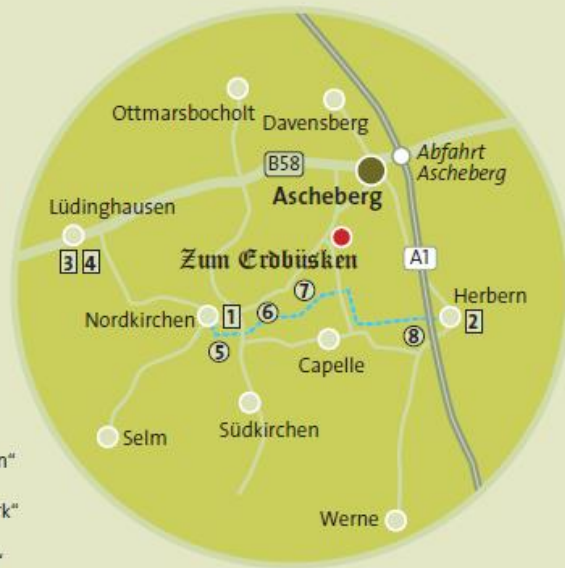 Ottmarsbocholt
Davensberg
B58
Abfahrt
Ascheberg
Ascheberg
Lüdinghausen
3 4
Zum Erdbüsken
A1
7
6
Nordkirchen 1
Herbern
2
5
8
Capelle
Südkirchen
Selm
Werne